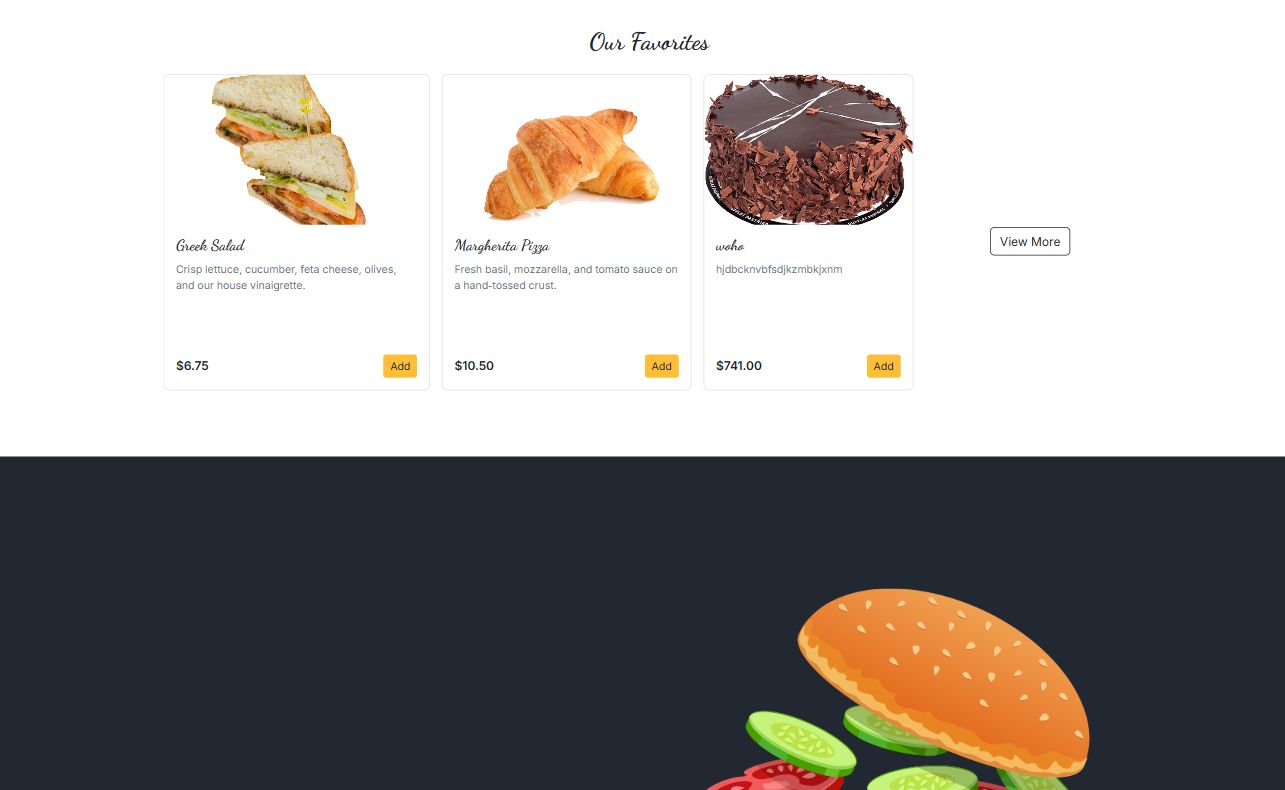 Our Favorites
Greek Salad
Crisp lettuce, cucumber, feta cheese, olives,
and our house vinaigrette.
$6.75
Add
Margherita Pizza
Fresh basil, mozzarella, and tomato sauce on
a hand-tossed crust.
$10.50
Add
woho
hjdbcknvbfsdjkzmbkjxnm
$741.00
Add
View More